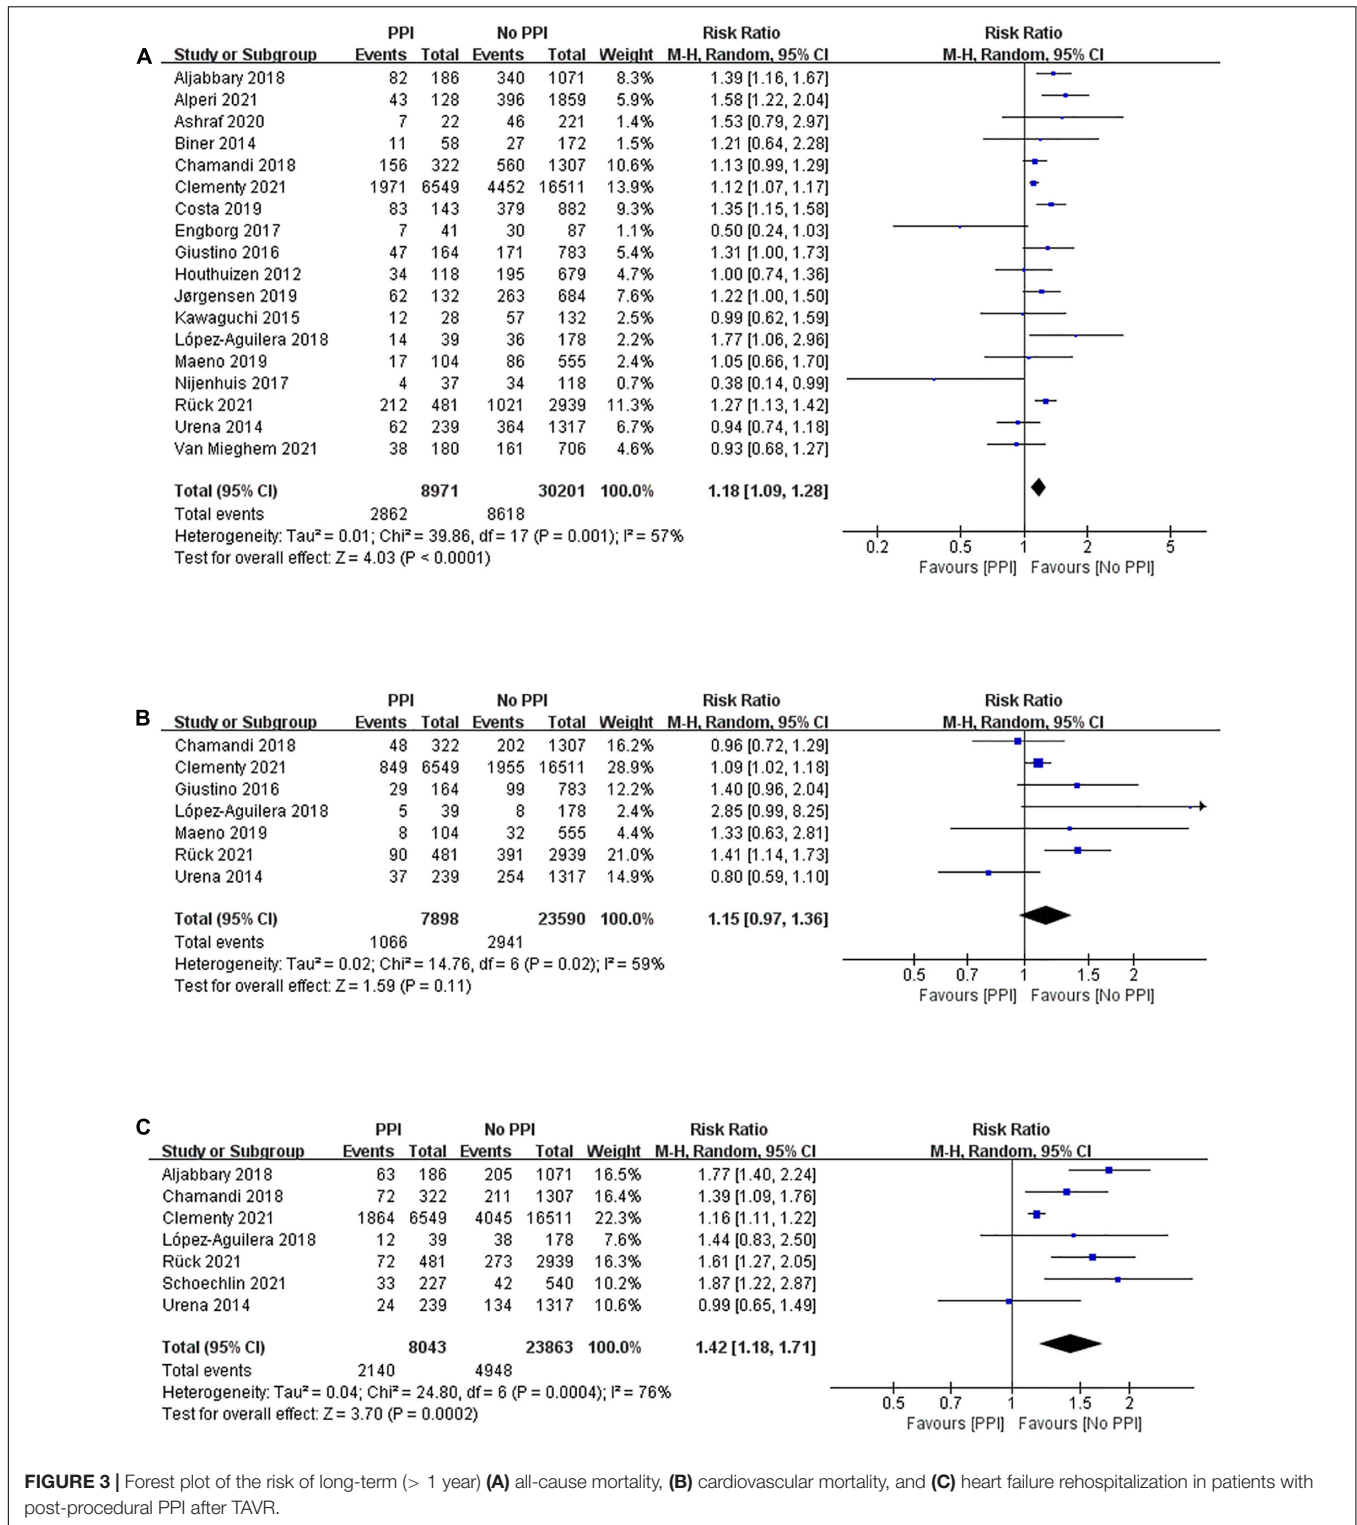 A
PPI No PPI Risk Ratio Risk Ratio
Study or Subgroup Events Total Events Total Weight M-H, Random, 95% CI M-H, Random, 95% CI
Aljabbary 2018 82 186 340 1071 8.3% 1.39 [1.16, 1.67]
Alperi 2021 43 128 396 1859 5.9% 1.58 [1.22, 2.04]
Ashraf 2020 7 22 46 221 1.4% 1.53 [0.79, 2.97]
Biner 2014 11 58 27 172 1.5% 1.21 [0.64, 2.28]
Chamandi 2018 156 322 560 1307 10.6% 1.13 [0.99, 1.29]
Clementy 2021 1971 6549 4452 16511 13.9% 1.12 [1.07, 1.17]
Costa 2019 83 143 379 882 9.3% 1.35 [1.15, 1.58]
Engborg 2017 7 41 30 87 1.1% 0.50 [0.24, 1.03]
Giustino 2016 47 164 171 783 5.4% 1.31 [1.00, 1.73]
Houthuizen 2012 34 118 195 679 4.7% 1.00 [0.74, 1.36]
Jørgensen 2019 62 132 263 684 7.6% 1.22 [1.00, 1.50]
Kawaguchi 2015 12 28 57 132 2.5% 0.99 [0.62, 1.59]
López-Aguilera 2018 14 39 36 178 2.2% 1.77 [1.06, 2.96]
Maeno 2019 17 104 86 555 2.4% 1.05 [0.66, 1.70]
Nijenhuis 2017 4 37 34 118 0.7% 0.38 [0.14, 0.99]
Rück 2021 212 481 1021 2939 11.3% 1.27 [1.13, 1.42]
Urena 2014 62 239 364 1317 6.7% 0.94 [0.74, 1.18]
Van Mieghem 2021 38 180 161 706 4.6% 0.93 [0.68, 1.27]
Total (95% CI) 8971 30201 100.0% 1.18 [1.09, 1.28]
Total events 2862 8618
Heterogeneity: Tau² = 0.01; Chi² = 39.86, df = 17 (P = 0.001); I² = 57%
Test for overall effect: Z = 4.03 (P < 0.0001)
0.2 0.5 1 2 5
Favours [PPI] Favours [No PPI]
B
PPI No PPI Risk Ratio Risk Ratio
Study or Subgroup Events Total Events Total Weight M-H, Random, 95% CI M-H, Random, 95% CI
Chamandi 2018 48 322 202 1307 16.2% 0.96 [0.72, 1.29]
Clementy 2021 849 6549 1955 16511 28.9% 1.09 [1.02, 1.18]
Giustino 2016 29 164 99 783 12.2% 1.40 [0.96, 2.04]
López-Aguilera 2018 5 39 8 178 2.4% 2.85 [0.99, 8.25]
Maeno 2019 8 104 32 555 4.4% 1.33 [0.63, 2.81]
Rück 2021 90 481 391 2939 21.0% 1.41 [1.14, 1.73]
Urena 2014 37 239 254 1317 14.9% 0.80 [0.59, 1.10]
Total (95% CI) 7898 23590 100.0% 1.15 [0.97, 1.36]
Total events 1066 2941
Heterogeneity: Tau² = 0.02; Chi² = 14.76, df = 6 (P = 0.02); I² = 59%
Test for overall effect: Z = 1.59 (P = 0.11)
0.5 0.7 1 1.5 2
Favours [PPI] Favours [No PPI]
C
PPI No PPI Risk Ratio Risk Ratio
Study or Subgroup Events Total Events Total Weight M-H, Random, 95% CI M-H, Random, 95% CI
Aljabbary 2018 63 186 205 1071 16.5% 1.77 [1.40, 2.24]
Chamandi 2018 72 322 211 1307 16.4% 1.39 [1.09, 1.76]
Clementy 2021 1864 6549 4045 16511 22.3% 1.16 [1.11, 1.22]
López-Aguilera 2018 12 39 38 178 7.6% 1.44 [0.83, 2.50]
Rück 2021 72 481 273 2939 16.3% 1.61 [1.27, 2.05]
Schoechlin 2021 33 227 42 540 10.2% 1.87 [1.22, 2.87]
Urena 2014 24 239 134 1317 10.6% 0.99 [0.65, 1.49]
Total (95% CI) 8043 23863 100.0% 1.42 [1.18, 1.71]
Total events 2140 4948
Heterogeneity: Tau² = 0.04; Chi² = 24.80, df = 6 (P = 0.0004); I² = 76%
Test for overall effect: Z = 3.70 (P = 0.0002)
0.5 0.7 1 1.5 2
Favours [PPI] Favours [No PPI]
FIGURE 3 | Forest plot of the risk of long-term (> 1 year) (A) all-cause mortality, (B) cardiovascular mortality, and (C) heart failure rehospitalization in patients with
post-procedural PPI after TAVR.